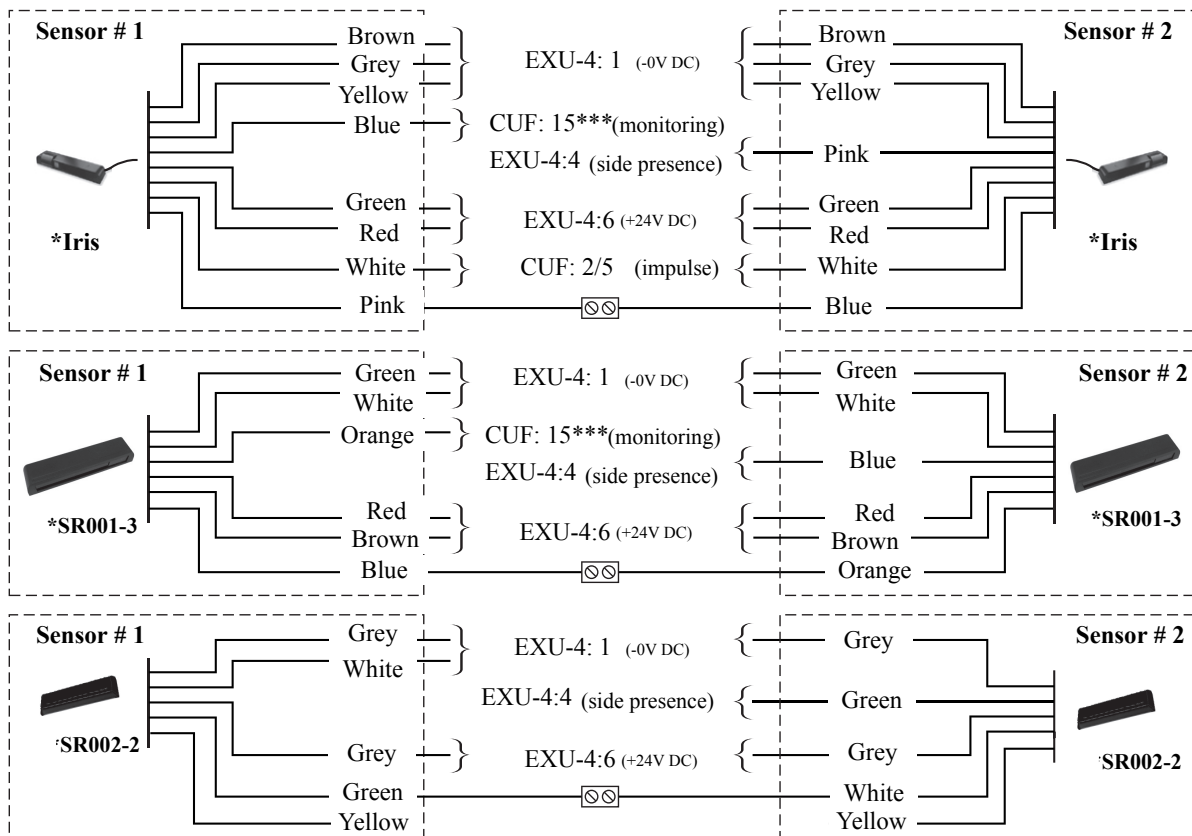 Sensor # 1 Sensor # 2
Brown EXU-4: 1 (-0V DC) Brown
Grey Grey
Yellow Yellow
Blue CUF: 15***(monitoring)
EXU-4:4 (side presence) Pink
Green EXU-4:6 (+24V DC) Green
Red Red
*Iris *Iris
White CUF: 2/5 (impulse) White
Pink Blue
Sensor # 1 Sensor # 2
Green EXU-4: 1 (-0V DC) Green
White White
Orange CUF: 15***(monitoring)
EXU-4:4 (side presence) Blue
Red EXU-4:6 (+24V DC) Red
*SR001-3 *SR001-3
Brown Brown
Blue Orange
Sensor # 1 Sensor # 2
Grey EXU-4: 1 (-0V DC) Grey
White
EXU-4:4 (side presence) Green
*SR002-2 *SR002-2
Grey EXU-4:6 (+24V DC) Grey
Green White
Yellow Yellow